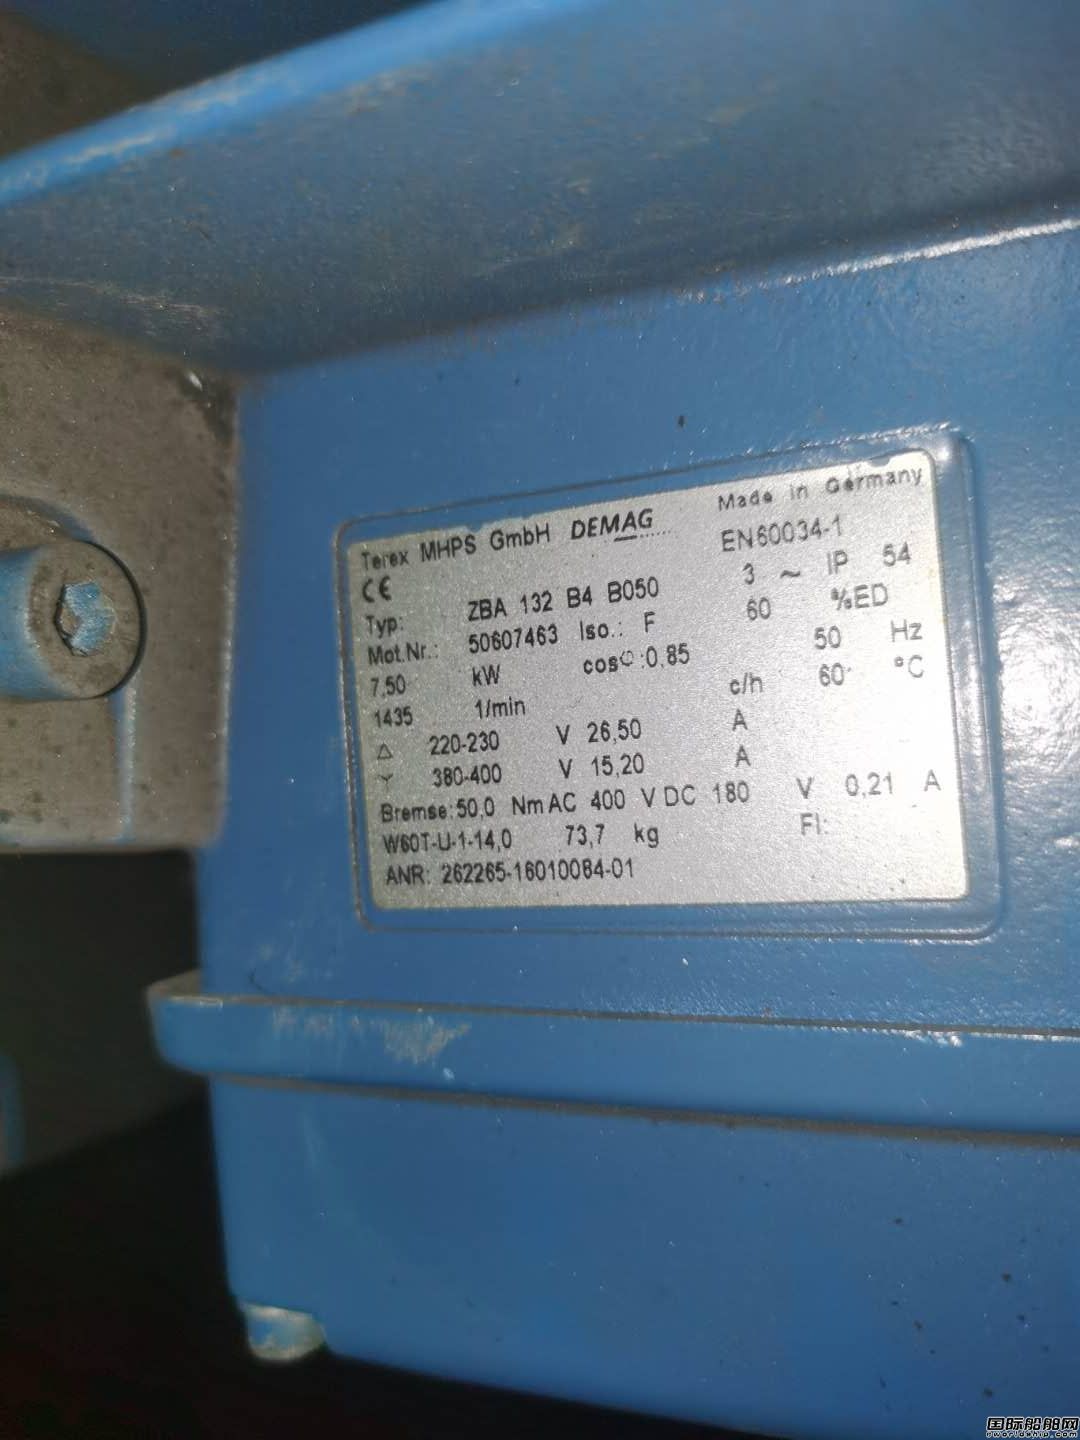 Terex MHPS GmbH DEMAG Made in Germany
CE EN60034-1
Typ: ZBA 132 B4 B050 3 ~ IP 54
Mot.Nr.: 50607463 Iso.: F 60 %ED
7,50 kW cosφ:0,85 50 Hz
1435 1/min c/h 60 °C
△ 220-230 V 26,50 A
Y 380-400 V 15,20 A
Bremse:50,0 Nm AC 400 V DC 180 V 0,21 A
W60T-U-1-14,0 73,7 kg FI:
ANR: 262265-16010084-01
国际船舶网
eworldship.com